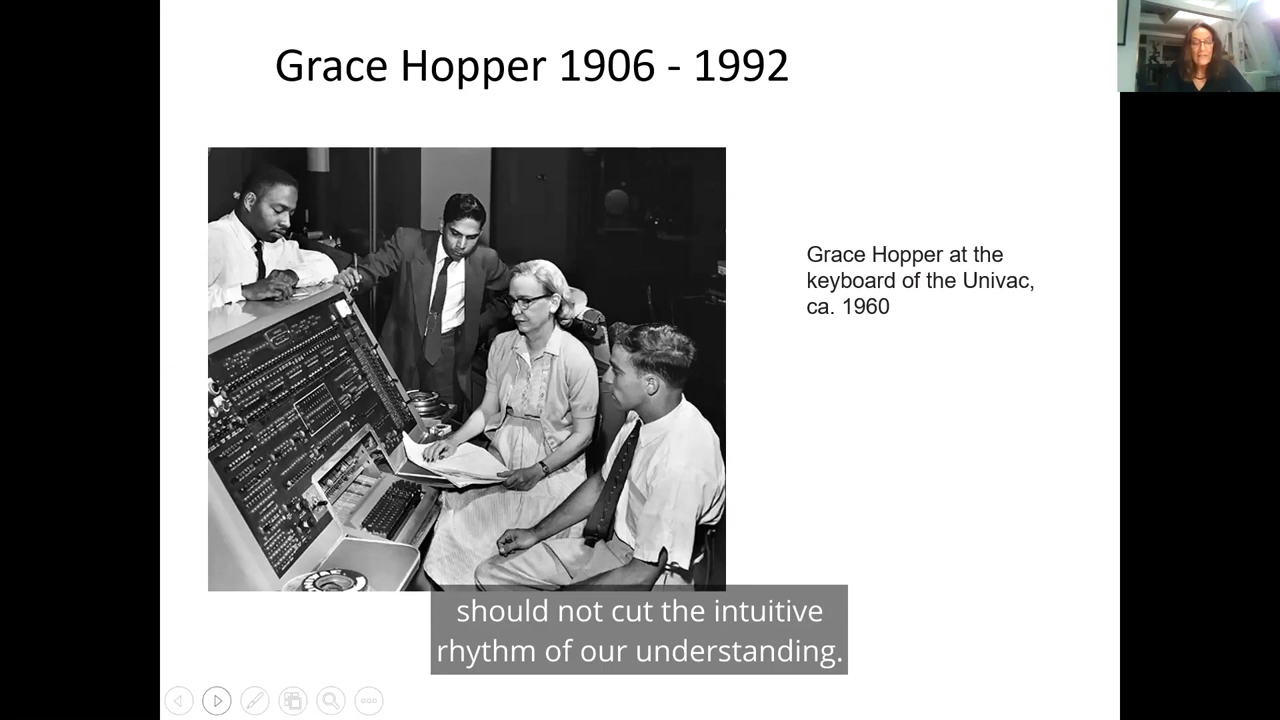 Grace Hopper 1906 - 1992
Grace Hopper at the
keyboard of the Univac,
ca. 1960
should not cut the intuitive
rhythm of our understanding.